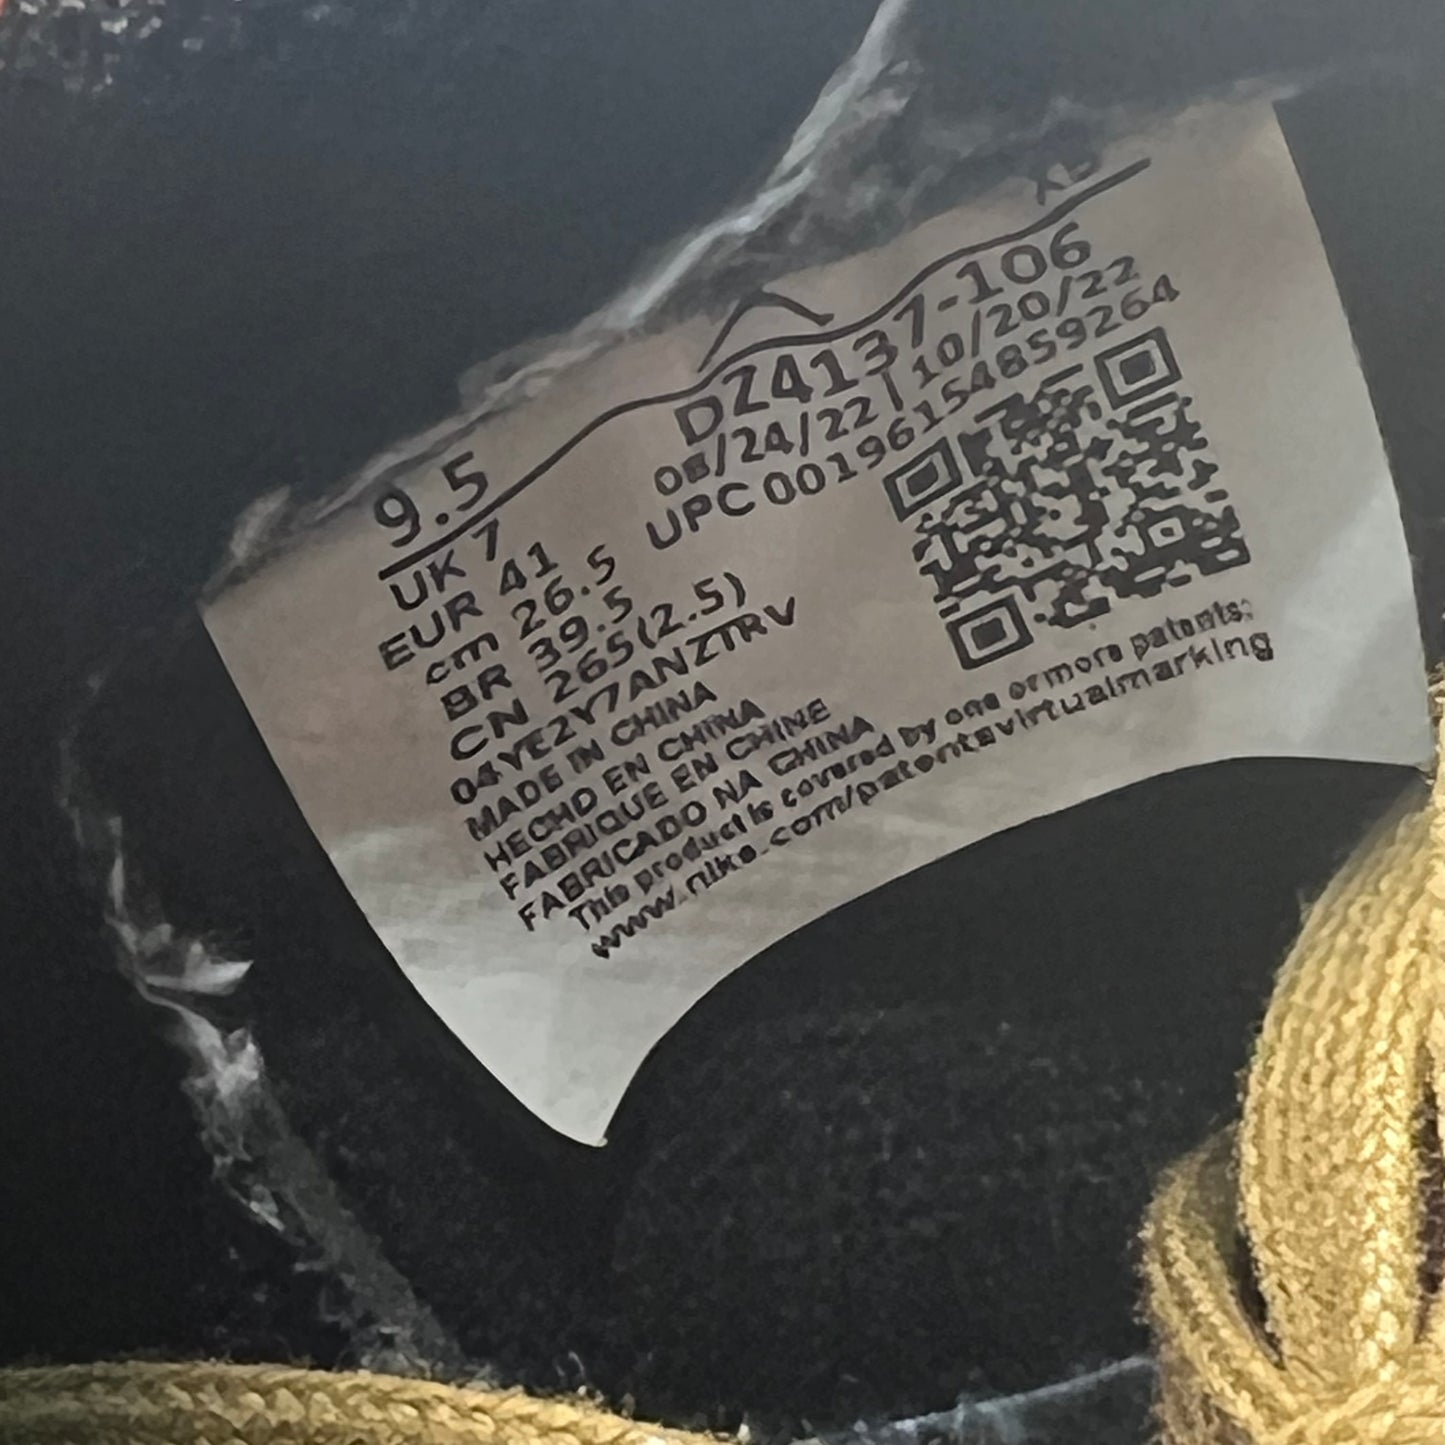 9.5
UK 7
EUR 41
cm 26.5
BR 39.5
CN 265(2.5)
04YE2Y7ANZTRV
MADE IN CHINA
HECHO EN CHINA
FABRIQUE EN CHINE
FABRICADO NA CHINA
This product is covered by one or more patents:
www.nike.com/patentsvirtualmarking
DZ4137-106
08/24/22 | 10/20/22
UPC 00196154859264